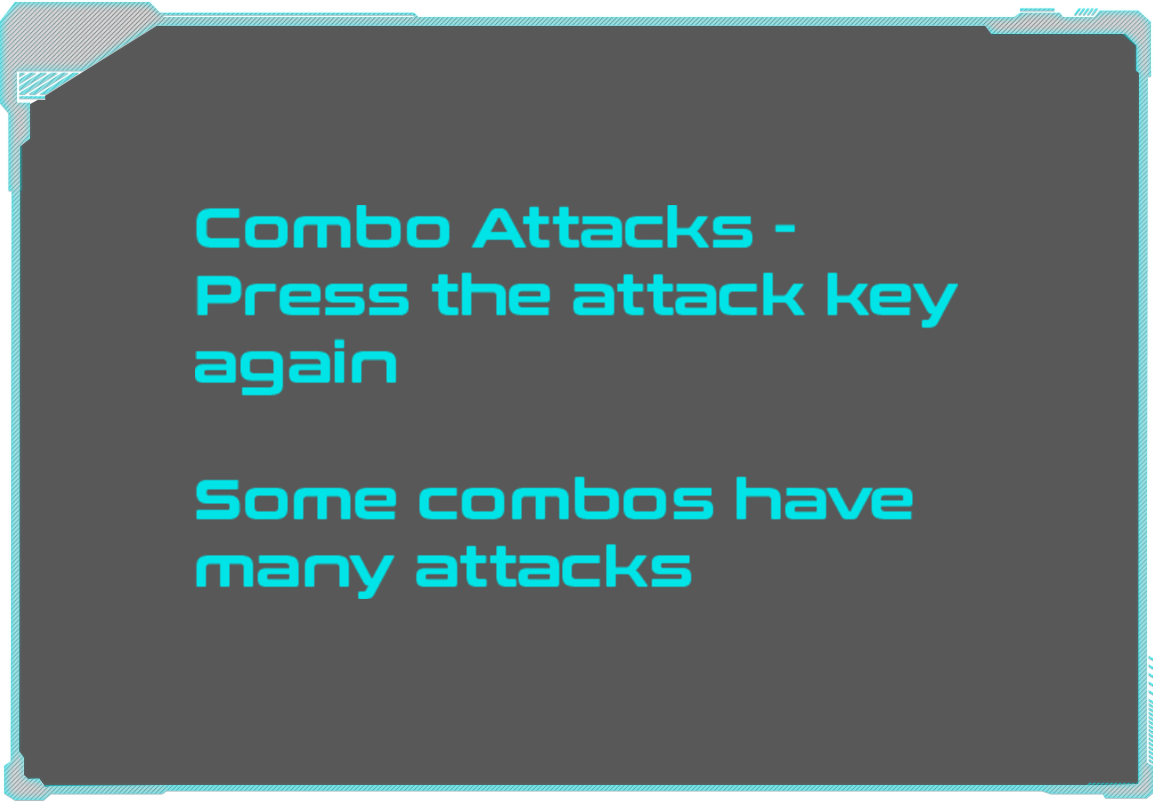 Combo Attacks -
Press the attack key
again
Some combos have
many attacks